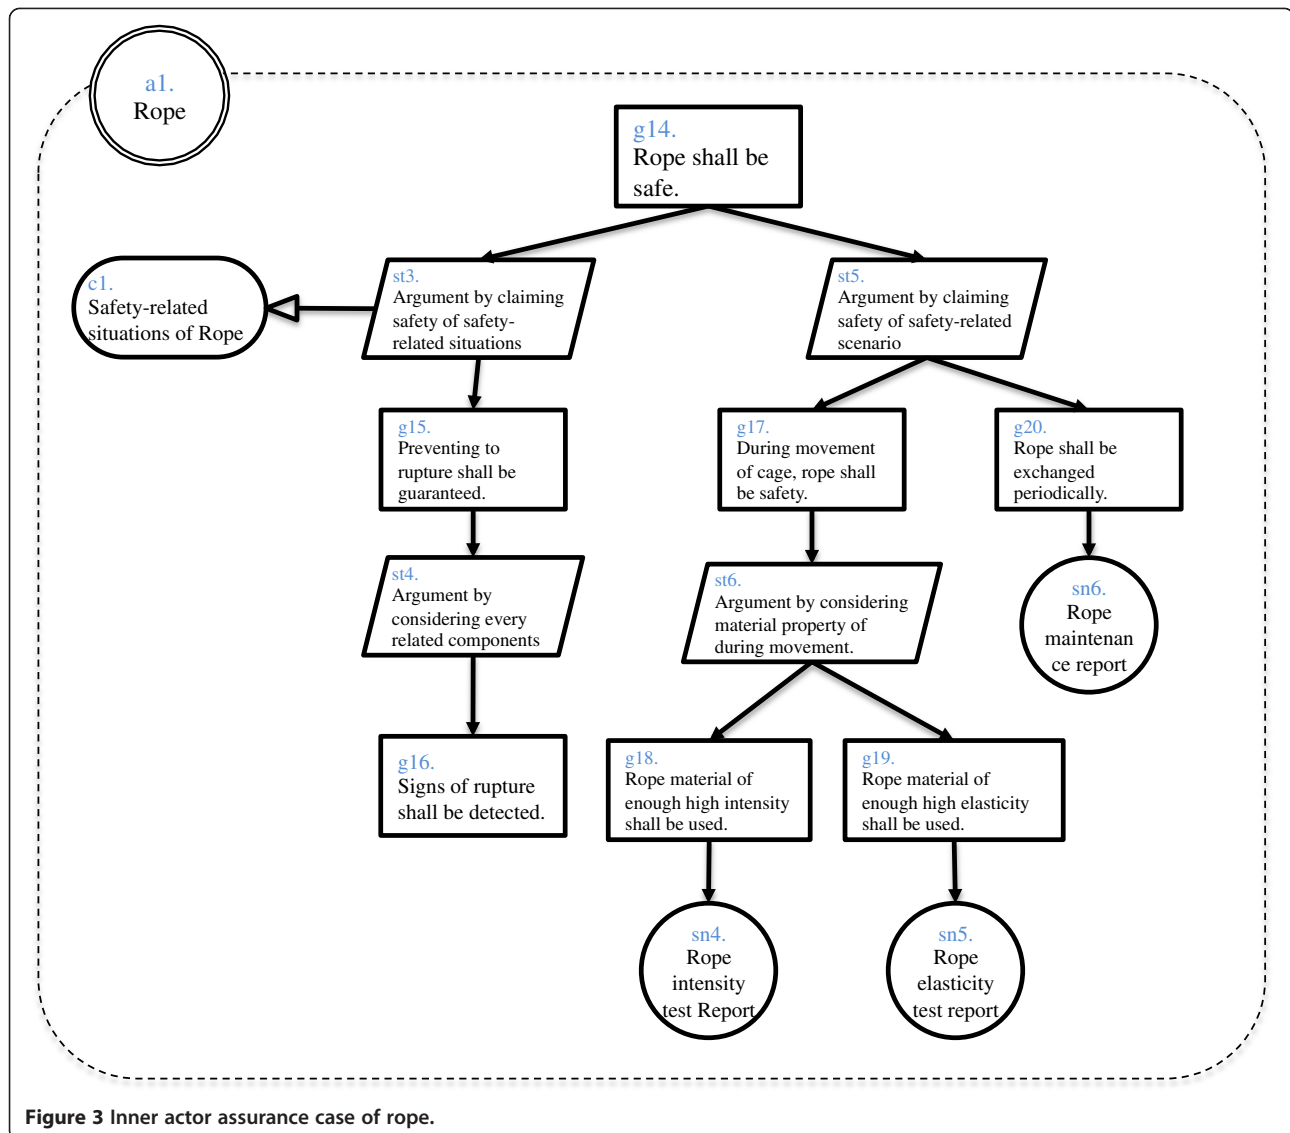 a1.
Rope
g14.
Rope shall be
safe.
c1.
Safety-related
situations of Rope
st3.
Argument by claiming
safety of safety-
related situations
st5.
Argument by claiming
safety of safety-related
scenario
g15.
Preventing to
rupture shall be
guaranteed.
g17.
During movement
of cage, rope shall
be safety.
g20.
Rope shall be
exchanged
periodically.
st4.
Argument by
considering every
related components
st6.
Argument by considering
material property of
during movement.
sn6.
Rope
maintenan
ce report
g16.
Signs of rupture
shall be detected.
g18.
Rope material of
enough high intensity
shall be used.
g19.
Rope material of
enough high elasticity
shall be used.
sn4.
Rope
intensity
test Report
sn5.
Rope
elasticity
test report
Figure 3 Inner actor assurance case of rope.